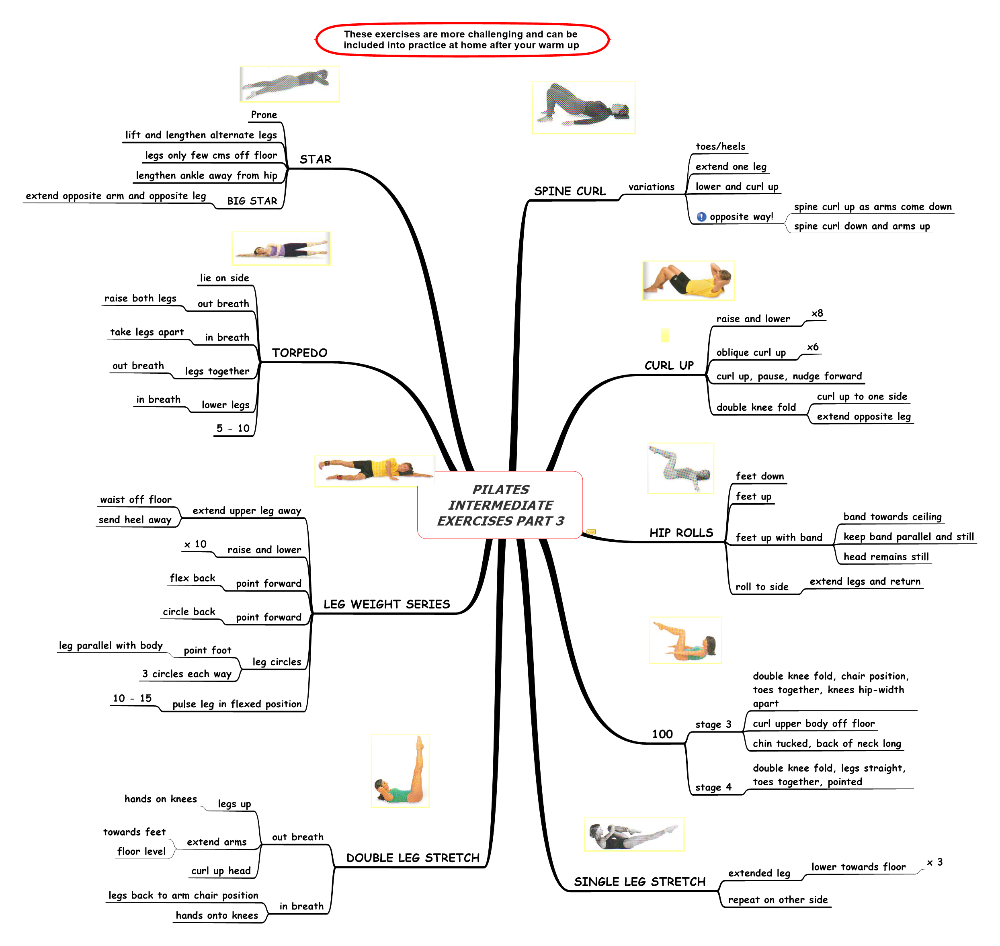 These exercises are more challenging and can be
included into practice at home after your warm up
PILATES
INTERMEDIATE
EXERCISES PART 3
SPINE CURL
variations
toes/heels
extend one leg
lower and curl up
opposite way!
spine curl up as arms come down
spine curl down and arms up
CURL UP
raise and lower
x8
oblique curl up
x6
curl up, pause, nudge forward
double knee fold
curl up to one side
extend opposite leg
HIP ROLLS
feet down
feet up
feet up with band
band towards ceiling
keep band parallel and still
head remains still
roll to side
extend legs and return
100
stage 3
double knee fold, chair position,
toes together, knees hip-width
apart
curl upper body off floor
chin tucked, back of neck long
stage 4
double knee fold, legs straight,
toes together, pointed
SINGLE LEG STRETCH
extended leg
lower towards floor
x 3
repeat on other side
STAR
Prone
lift and lengthen alternate legs
legs only few cms off floor
lengthen ankle away from hip
BIG STAR
extend opposite arm and opposite leg
TORPEDO
lie on side
out breath
raise both legs
in breath
take legs apart
legs together
out breath
lower legs
in breath
5 - 10
LEG WEIGHT SERIES
extend upper leg away
waist off floor
send heel away
raise and lower
x 10
point forward
flex back
point forward
circle back
leg circles
point foot
leg parallel with body
3 circles each way
pulse leg in flexed position
10 - 15
DOUBLE LEG STRETCH
out breath
legs up
hands on knees
extend arms
towards feet
floor level
curl up head
in breath
legs back to arm chair position
hands onto knees